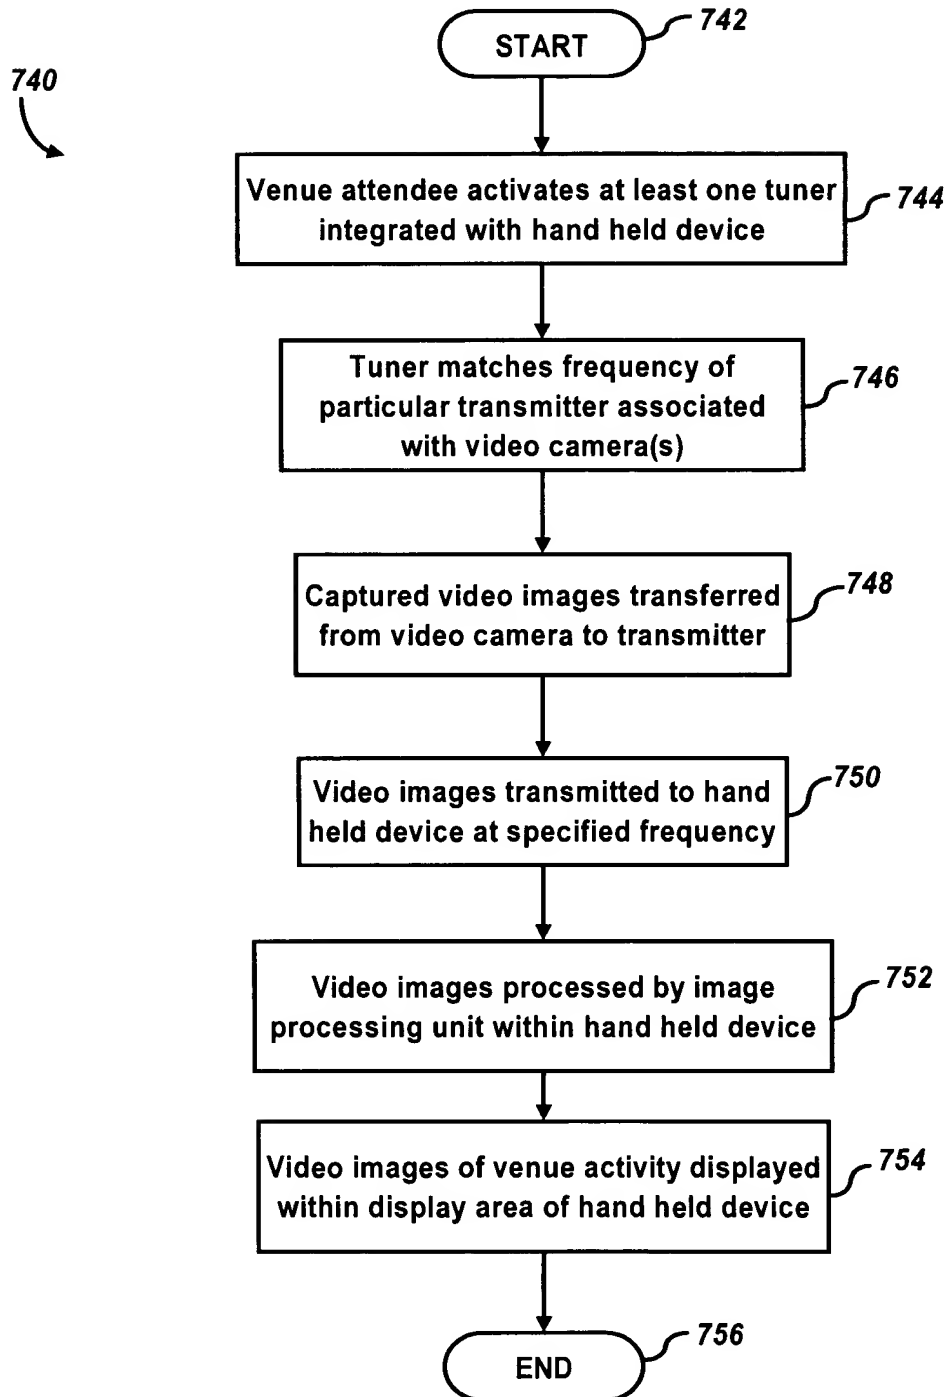 742
START
740
Venue attendee activates at least one tuner
integrated with hand held device
744
Tuner matches frequency of
particular transmitter associated
with video camera(s)
746
Captured video images transferred
from video camera to transmitter
748
Video images transmitted to hand
held device at specified frequency
750
Video images processed by image
processing unit within hand held device
752
Video images of venue activity displayed
within display area of hand held device
754
756
END